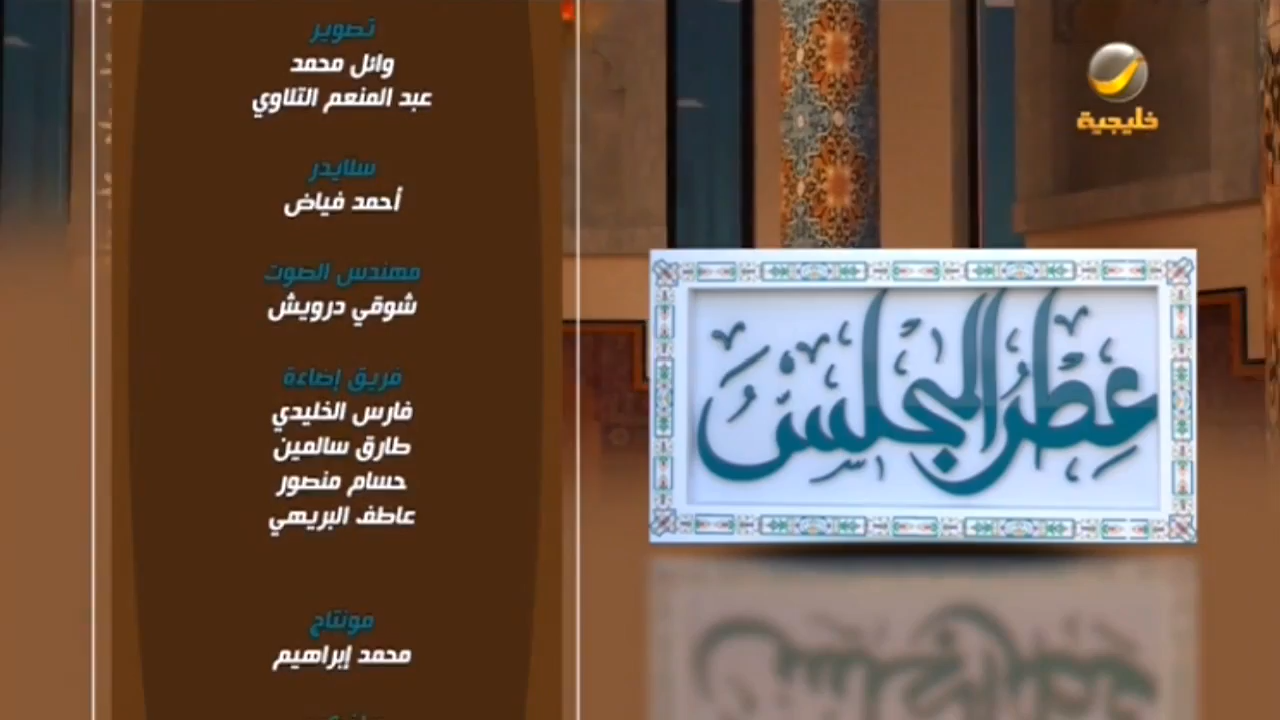 تصوير
وائل محمد
عبد المنعم التلاوي
سلايدر
أحمد فياض
مهندس الصوت
شوقي درويش
فريق إضاءة
فارس الخليدي
طارق سالمين
حسام منصور
عاطف البريهي
مونتاج
محمد إبراهيم
خليجية
عطر المجلس